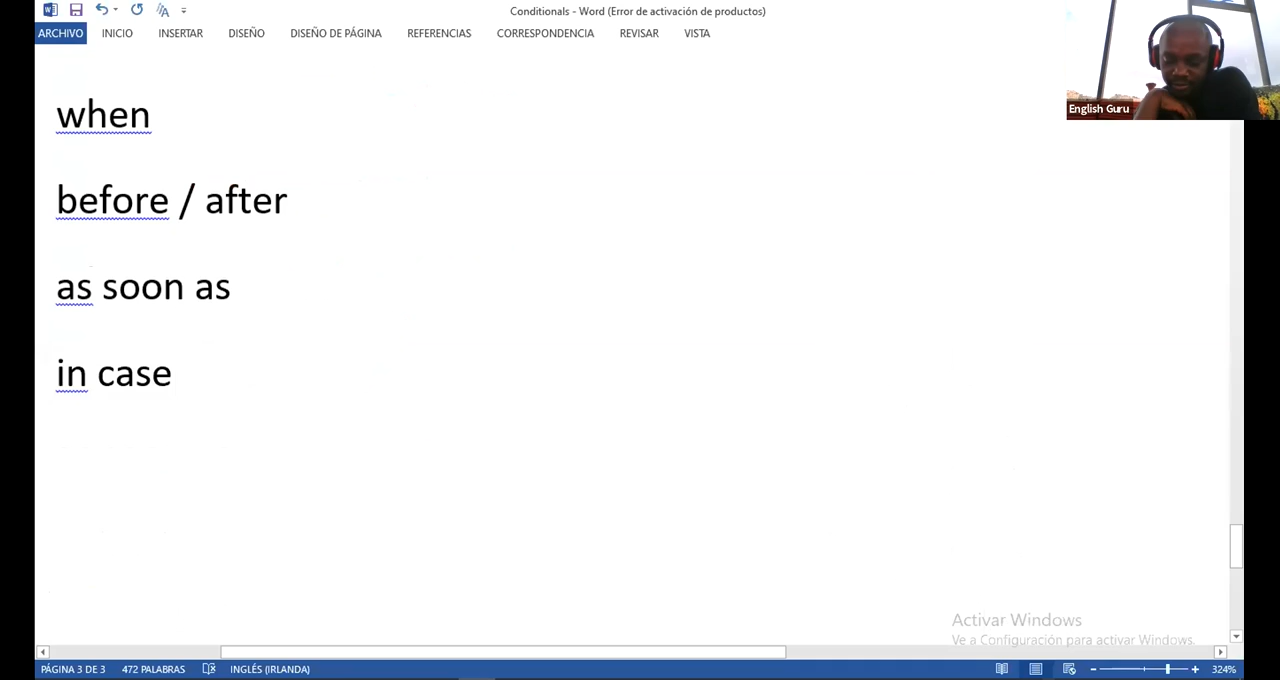 Conditionals - Word (Error de activación de productos)
ARCHIVO INICIO INSERTAR DISEÑO DISEÑO DE PÁGINA REFERENCIAS CORRESPONDENCIA REVISAR VISTA
English Guru
when
before / after
as soon as
in case
Activar Windows
Ve a Configuración para activar Windows.
PÁGINA 3 DE 3 472 PALABRAS INGLÉS (IRLANDA) 324%